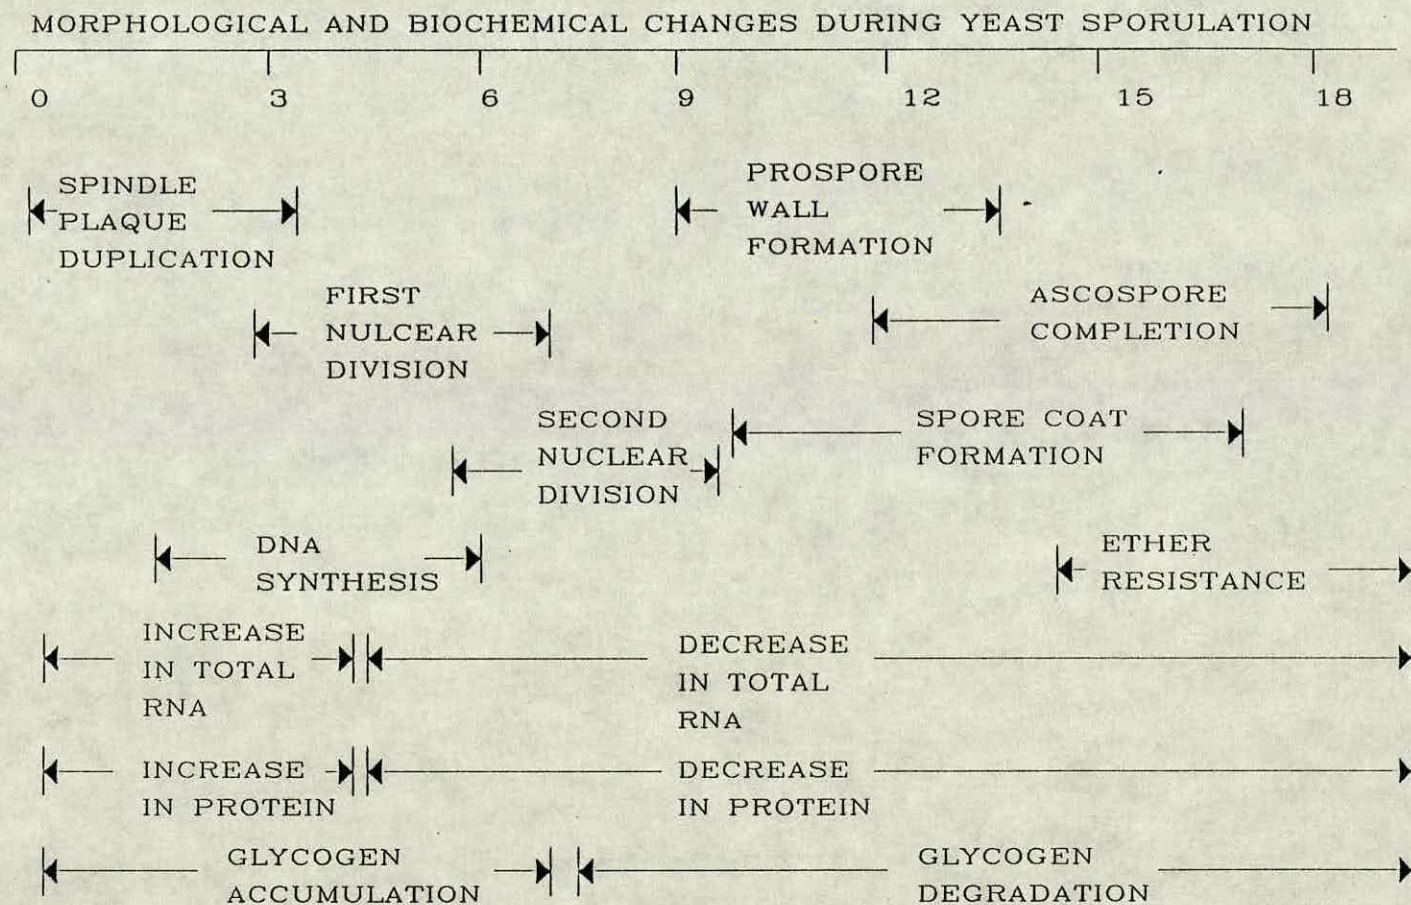 MORPHOLOGICAL AND BIOCHEMICAL CHANGES DURING YEAST SPORULATION
0 3 6 9 12 15 18
SPINDLE
PLAQUE
DUPLICATION
PROSPORE
WALL
FORMATION
FIRST
NULCEAR
DIVISION
ASCOSPORE
COMPLETION
SECOND
NUCLEAR
DIVISION
SPORE COAT
FORMATION
DNA
SYNTHESIS
ETHER
RESISTANCE
INCREASE
IN TOTAL
RNA
DECREASE
IN TOTAL
RNA
INCREASE
IN PROTEIN
DECREASE
IN PROTEIN
GLYCOGEN
ACCUMULATION
GLYCOGEN
DEGRADATION